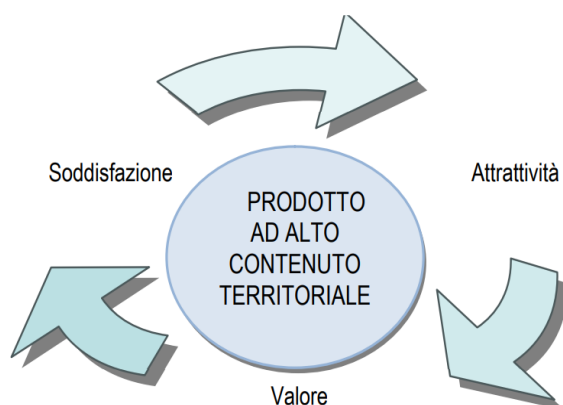 Soddisfazione
Attrattività
PRODOTTO
AD ALTO
CONTENUTO
TERRITORIALE
Valore